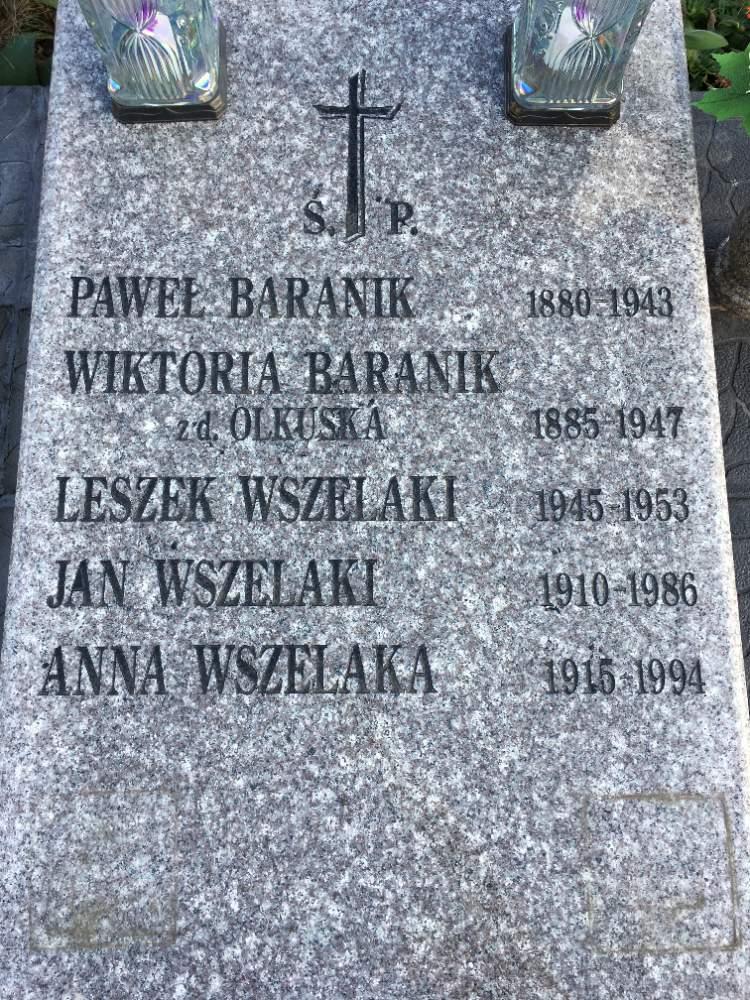 Ś. P.
PAWEŁ BARANIK 1880-1943
WIKTORIA BARANIK
z d. OLKUSKÁ 1885-1947
LESZEK WSZELAKI 1945-1953
JAN WSZELAKI 1910-1986
ANNA WSZELAKA 1915-1994